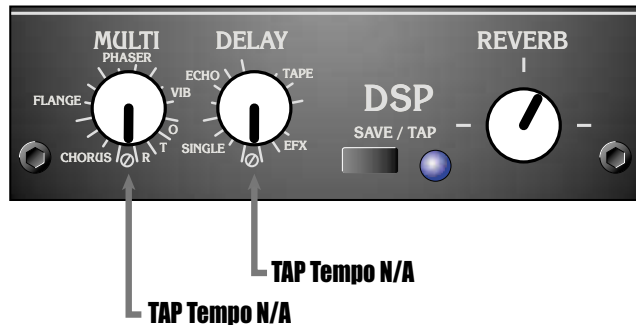 MULTI
DELAY
REVERB
PHASER
ECHO
TAPE
FLANGE
VIB
DSP
SAVE / TAP
CHORUS
R
T
O
SINGLE
EFX
TAP Tempo N/A
TAP Tempo N/A